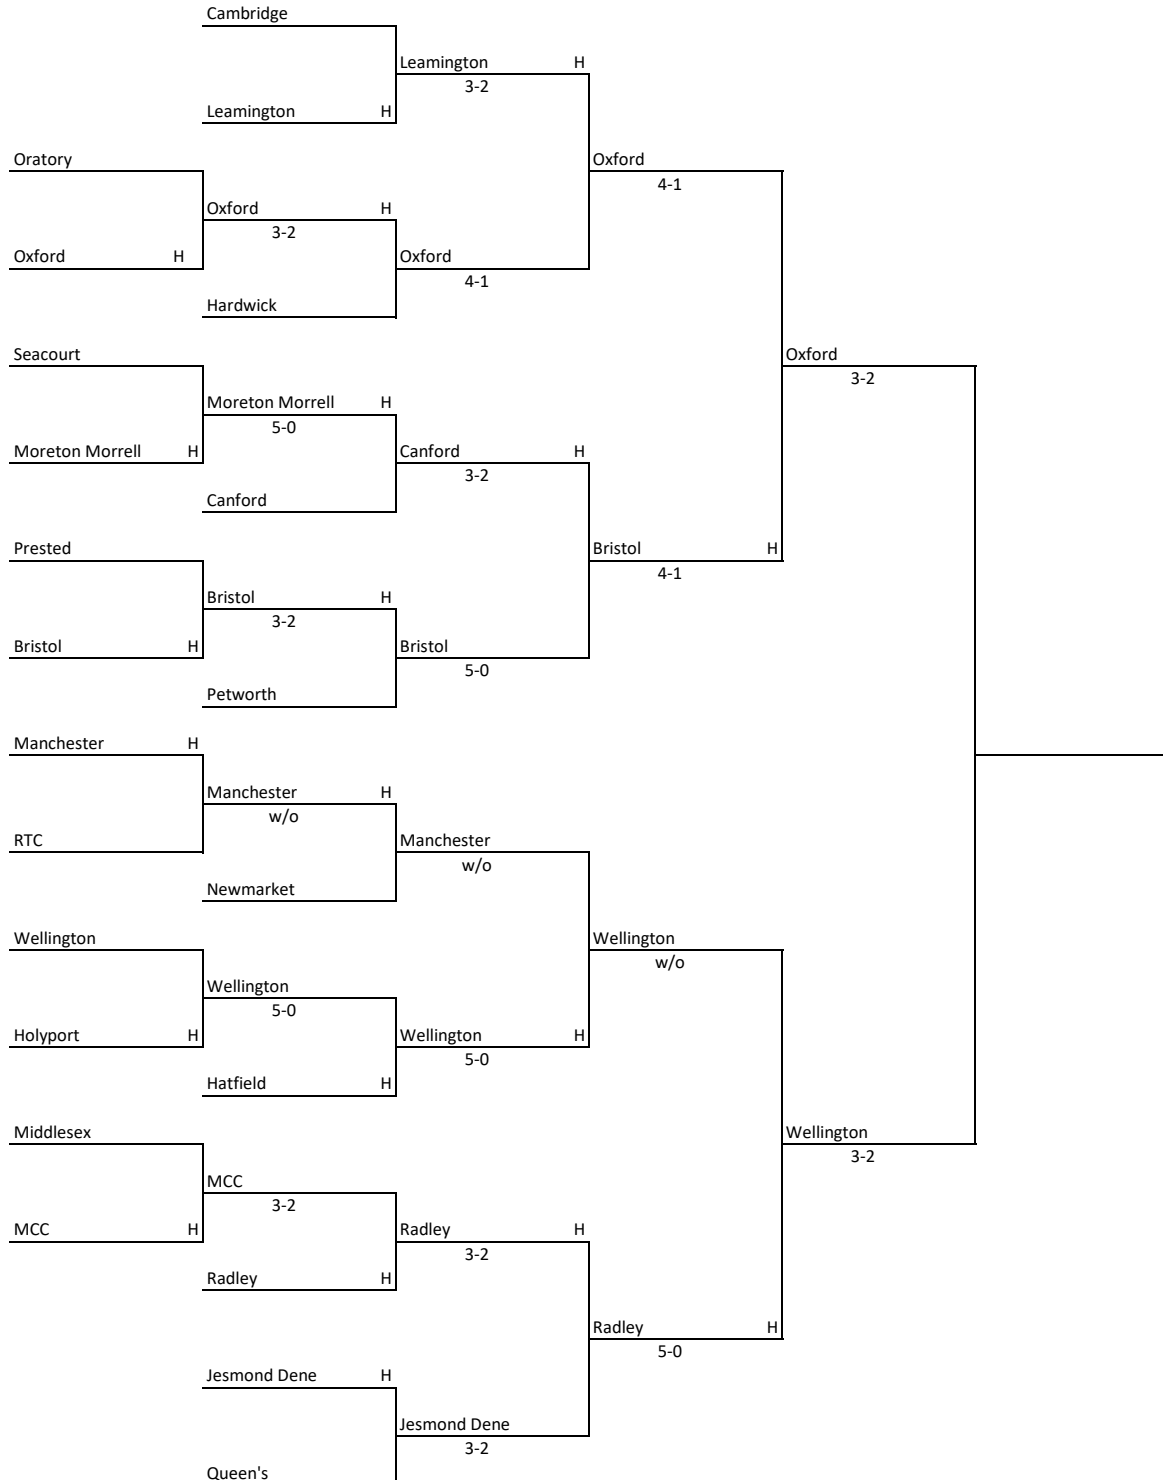 Cambridge
Leamington H
3-2
Leamington H
Oratory
Oxford
4-1
Oxford H
3-2
Oxford H
Oxford
4-1
Hardwick
Seacourt
Oxford
3-2
Moreton Morrell H
5-0
Moreton Morrell H
Canford H
3-2
Canford
Prested
Bristol H
4-1
Bristol H
3-2
Bristol H
Bristol
5-0
Petworth
Manchester H
Manchester H
w/o
RTC
Manchester
w/o
Newmarket
Wellington
Wellington
w/o
Wellington
5-0
Holyport H
Wellington H
5-0
Hatfield H
Middlesex
Wellington
3-2
MCC
3-2
MCC H
Radley H
3-2
Radley H
Radley H
5-0
Jesmond Dene H
Jesmond Dene
3-2
Queen's